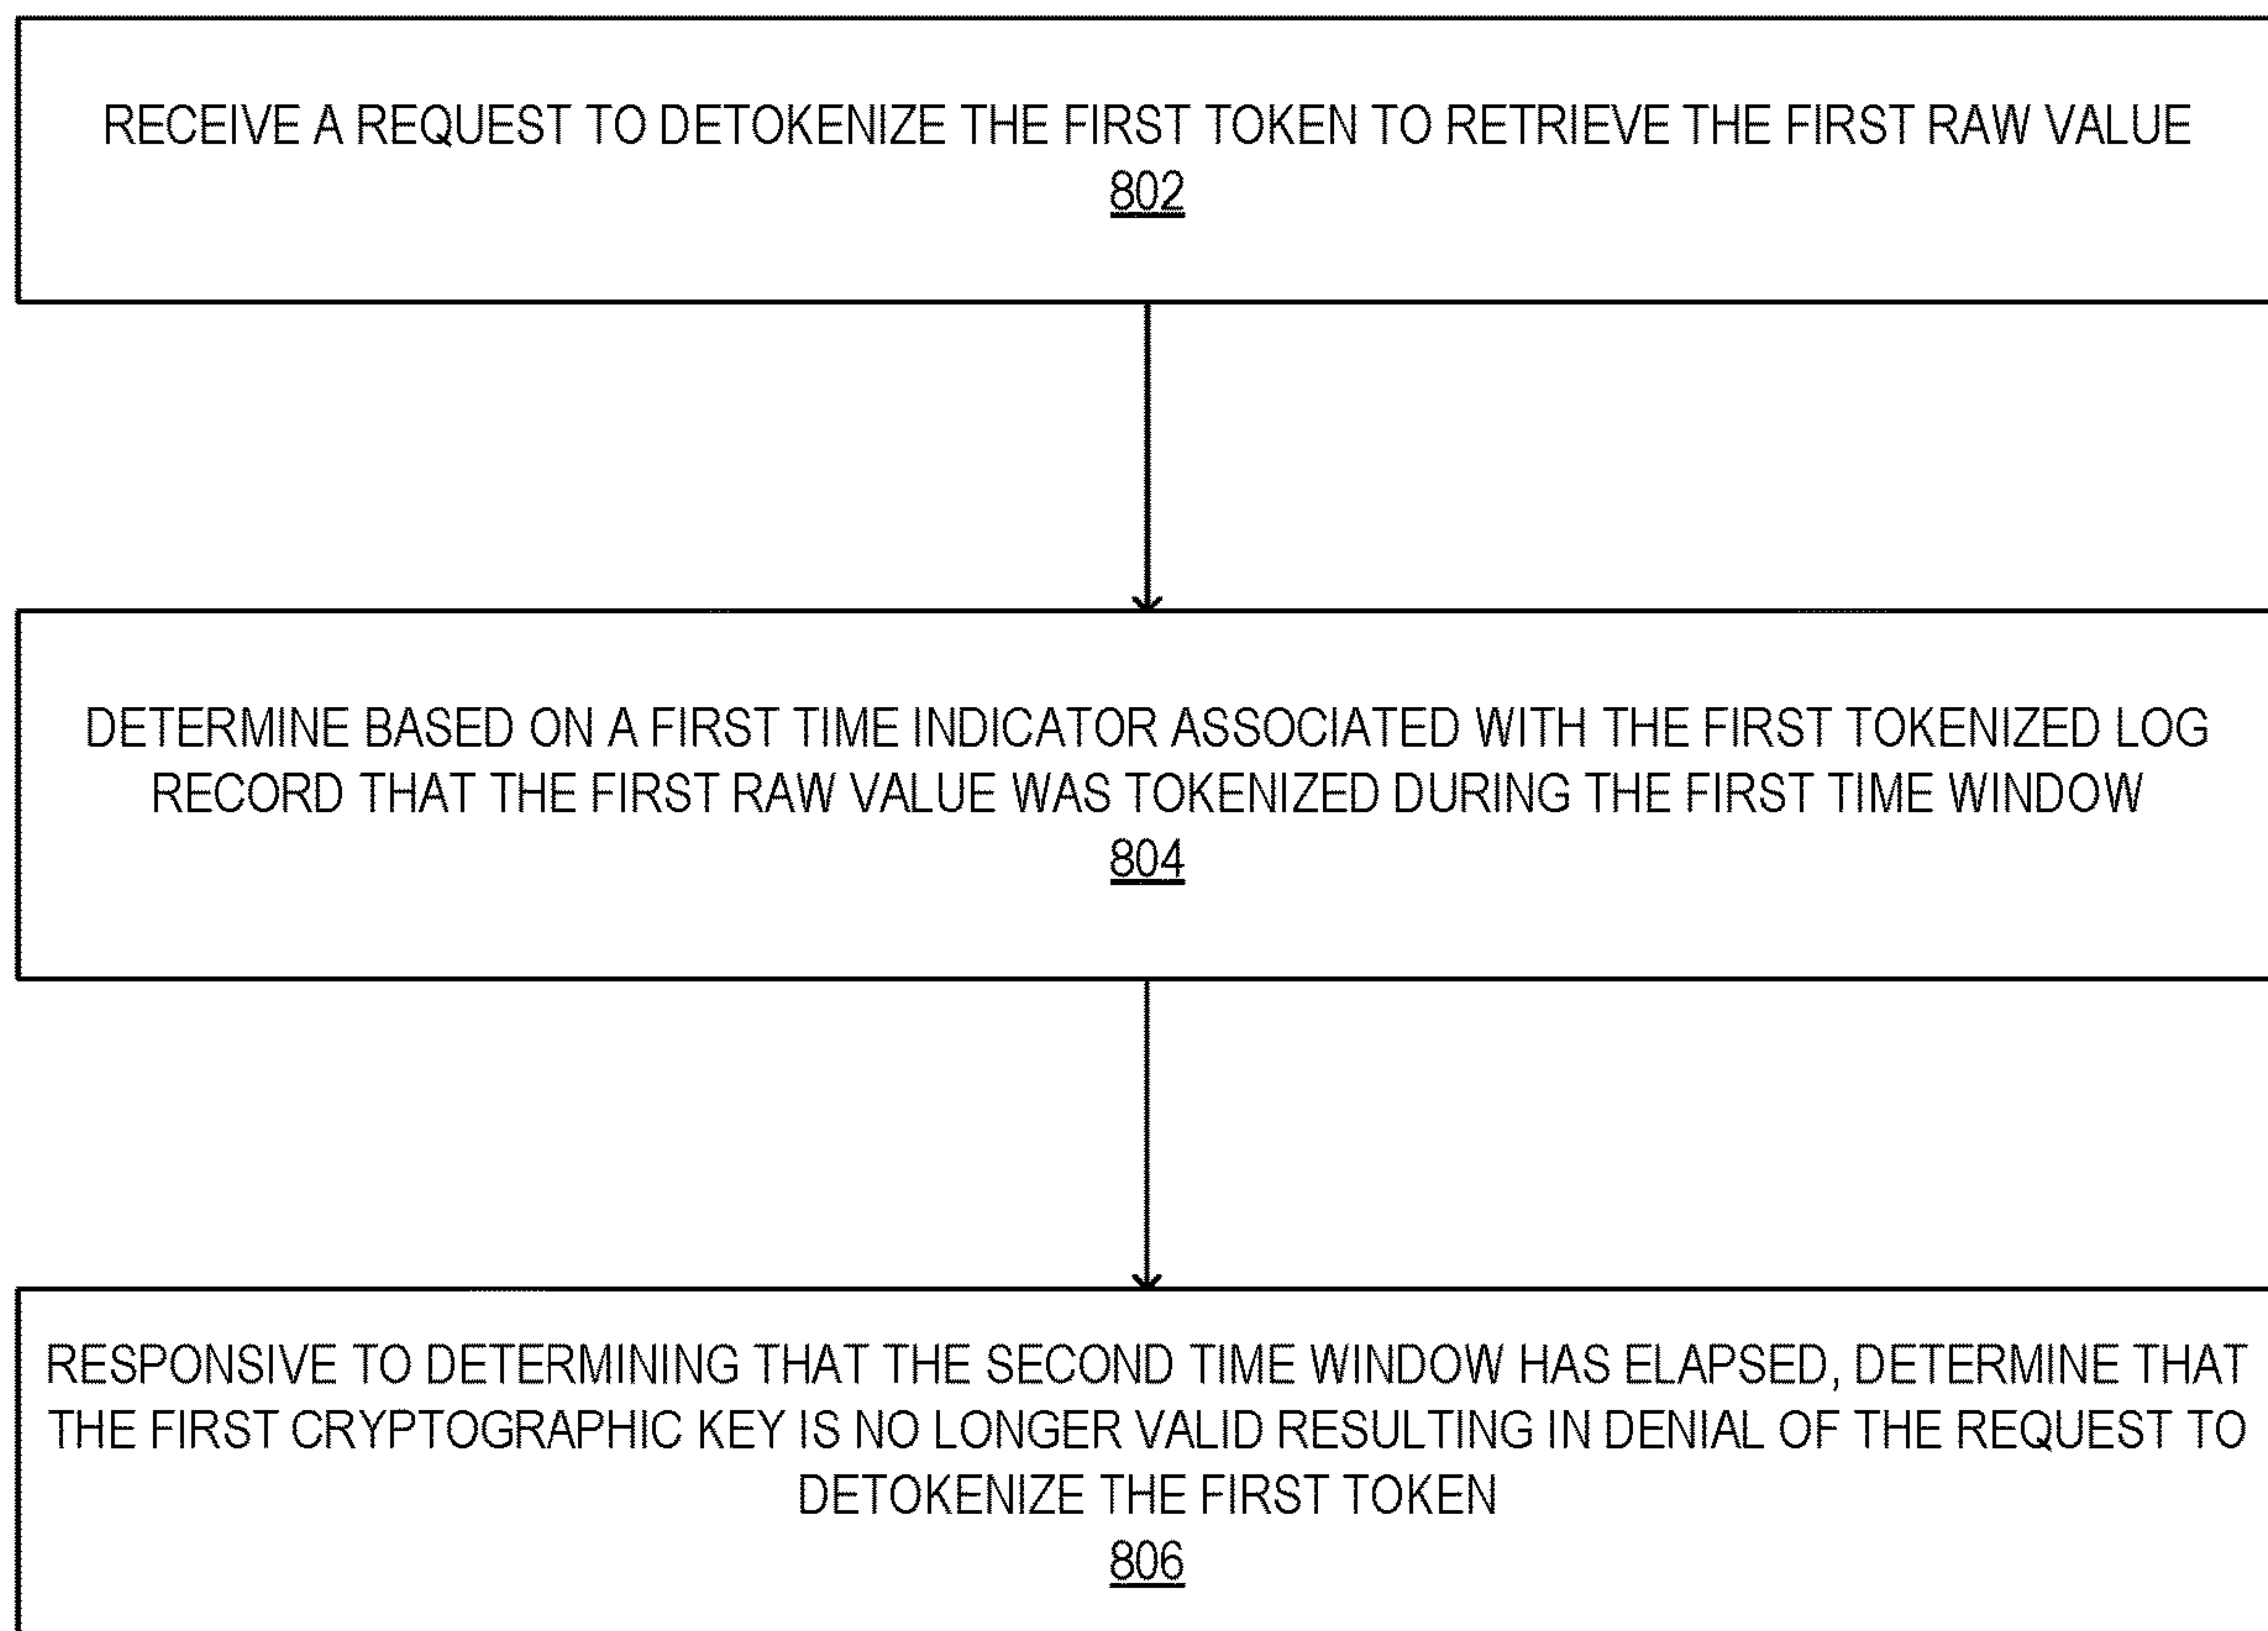 RECEIVE A REQUEST TO DETOKENIZE THE FIRST TOKEN TO RETRIEVE THE FIRST RAW VALUE
802
DETERMINE BASED ON A FIRST TIME INDICATOR ASSOCIATED WITH THE FIRST TOKENIZED LOG
RECORD THAT THE FIRST RAW VALUE WAS TOKENIZED DURING THE FIRST TIME WINDOW
804
RESPONSIVE TO DETERMINING THAT THE SECOND TIME WINDOW HAS ELAPSED, DETERMINE THAT
THE FIRST CRYPTOGRAPHIC KEY IS NO LONGER VALID RESULTING IN DENIAL OF THE REQUEST TO
DETOKENIZE THE FIRST TOKEN
806